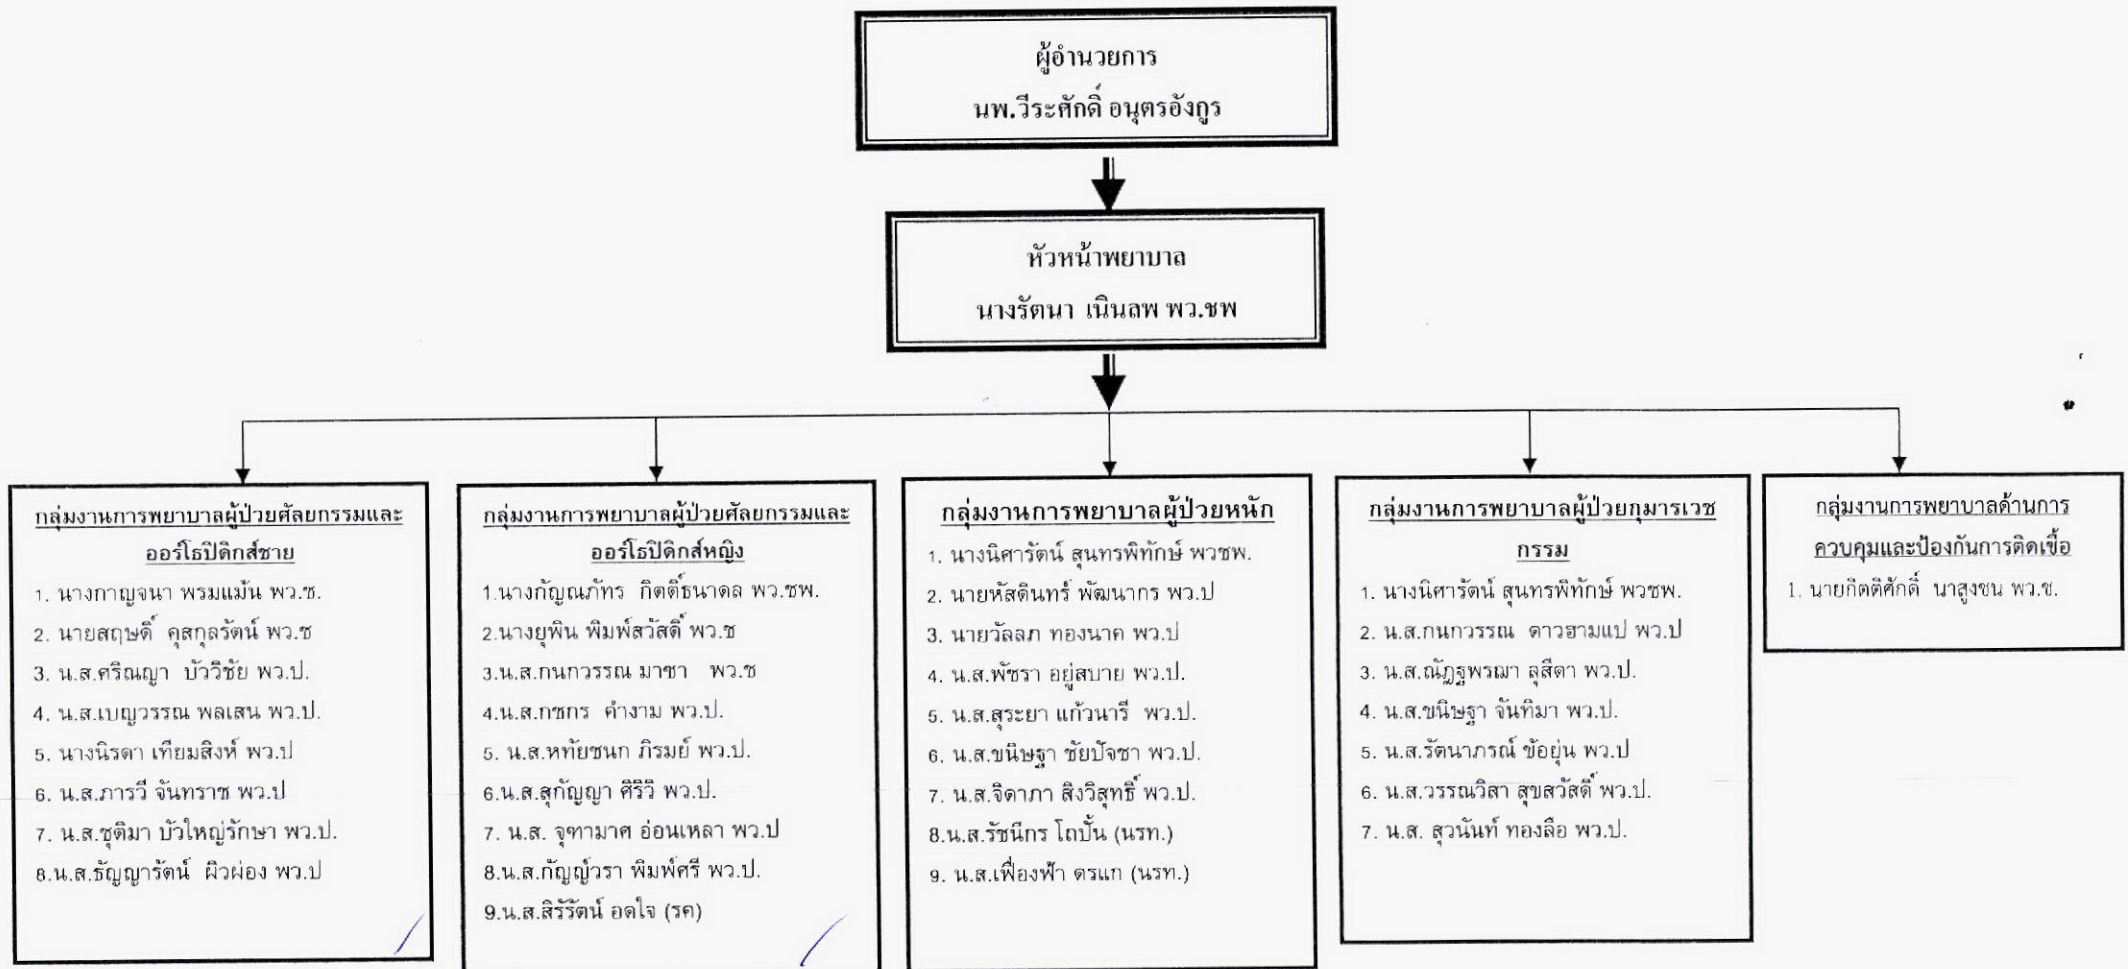 ผู้อำนวยการ
นพ.วีระศักดิ์ อนุตรอังกูร
หัวหน้าพยาบาล
นางรัตนา เนินลพ พว.ชพ
กลุ่มงานการพยาบาลผู้ป่วยศัลยกรรมและ
ออร์โธปิดิกส์ชาย
1. นางกาญจนา พรมแม้น พว.ช.
2. นายสฤษดิ์ คุสกุลรัตน์ พว.ช
3. น.ส.ศริณญา บัววิชัย พว.ป.
4. น.ส.เบญวรรณ พลเสน พว.ป.
5. นางนิรดา เทียมสิงห์ พว.ป
6. น.ส.ภารวี จันทราช พว.ป
7. น.ส.ชุติมา บัวใหญ่รักษา พว.ป.
8.น.ส.ธัญญารัตน์ ผิวผ่อง พว.ป
กลุ่มงานการพยาบาลผู้ป่วยศัลยกรรมและ
ออร์โธปิดิกส์หญิง
1.นางกัญณภัทร กิตติ์ธนาดล พว.ชพ.
2.นางยุพิน พิมพ์สวัสดิ์ พว.ช
3.น.ส.กนกวรรณ มาซา พว.ช
4.น.ส.กชกร คำงาม พว.ป.
5. น.ส.หทัยชนก ภิรมย์ พว.ป.
6.น.ส.สุกัญญา ศิริวิ พว.ป.
7. น.ส. จุฑามาศ อ่อนเหลา พว.ป
8.น.ส.กัญญ์วรา พิมพ์ศรี พว.ป.
9.น.ส.สิรัรัตน์ อดใจ (รค)
กลุ่มงานการพยาบาลผู้ป่วยหนัก
1. นางนิศารัตน์ สุนทรพิทักษ์ พวชพ.
2. นายหัสดินทร์ พัฒนากร พว.ป
3. นายวัลลภ ทองนาค พว.ป
4. น.ส.พัชรา อยู่สบาย พว.ป.
5. น.ส.สุระยา แก้วนารี พว.ป.
6. น.ส.ขนิษฐา ชัยปัจชา พว.ป.
7. น.ส.จิดาภา สิงวิสุทธิ์ พว.ป.
8.น.ส.รัชนีกร โถปั้น (นรท.)
9. น.ส.เฟื่องฟ้า ดรแก (นรท.)
กลุ่มงานการพยาบาลผู้ป่วยกุมารเวช
กรรม
1. นางนิศารัตน์ สุนทรพิทักษ์ พวชพ.
2. น.ส.กนกวรรณ ดาวฮามแป พว.ป
3. น.ส.ณัฏฐพรฌา ลุสีดา พว.ป.
4. น.ส.ขนิษฐา จันทิมา พว.ป.
5. น.ส.รัตนาภรณ์ ข้อยุ่น พว.ป
6. น.ส.วรรณวิสา สุขสวัสดิ์ พว.ป.
7. น.ส. สุวนันท์ ทองลือ พว.ป.
กลุ่มงานการพยาบาลด้านการ
ควบคุมและป้องกันการติดเชื้อ
1. นายกิตติศักดิ์ นาสูงชน พว.ช.